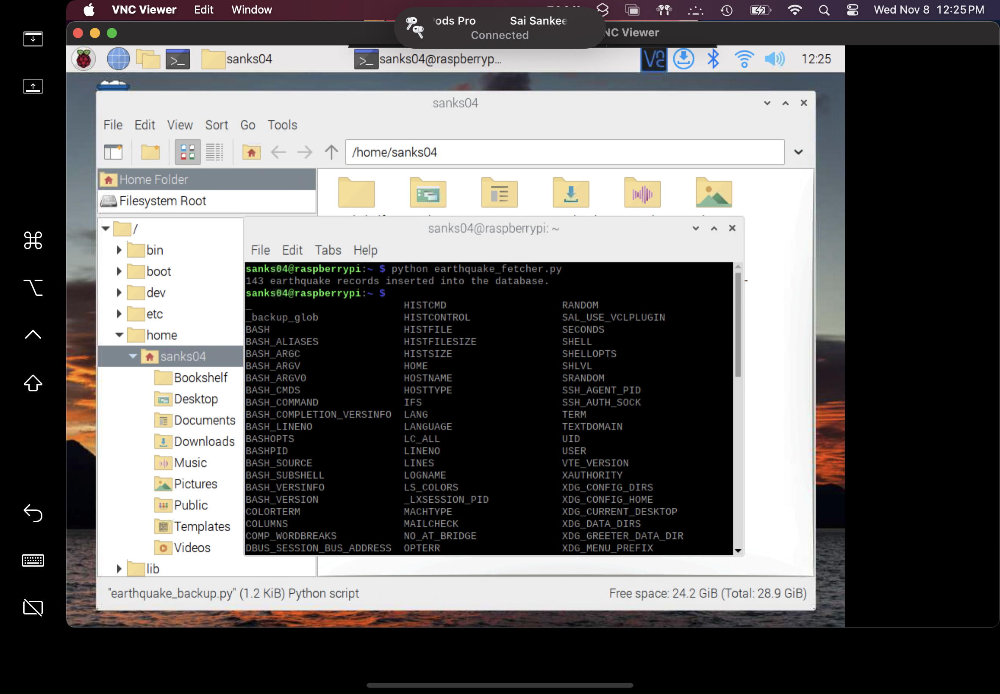 VNC Viewer Edit Window Wed Nov 8 12:25 PM
Sai Sankee
Connected
Viewer
sanks04 sanks04@raspberryp... 12:25
sanks04
File Edit View Sort Go Tools
/home/sanks04
Home Folder
Filesystem Root
/
bin
boot
dev
etc
home
sanks04
Bookshelf
Desktop
Documents
Downloads
Music
Pictures
Public
Templates
Videos
lib
sanks04@raspberrypi: ~
File Edit Tabs Help
sanks04@raspberrypi:~ $ python earthquake_fetcher.py
143 earthquake records inserted into the database.
sanks04@raspberrypi:~ $
_ HISTCMD RANDOM
_backup_glob HISTCONTROL SAL_USE_VCLPLUGIN
BASH HISTFILE SECONDS
BASH_ALIASES HISTFILESIZE SHELL
BASH_ARGC HISTSIZE SHELLOPTS
BASH_ARGV HOME SHLVL
BASH_ARGV0 HOSTNAME SRANDOM
BASH_CMDS HOSTTYPE SSH_AGENT_PID
BASH_COMMAND IFS SSH_AUTH_SOCK
BASH_COMPLETION_VERSINFO LANG TERM
BASH_LINENO LANGUAGE TEXTDOMAIN
BASHOPTS LC_ALL UID
BASHPID LINENO USER
BASH_SOURCE LINES VTE_VERSION
BASH_SUBSHELL LOGNAME XAUTHORITY
BASH_VERSINFO LS_COLORS XDG_CONFIG_DIRS
BASH_VERSION _LXSESSION_PID XDG_CONFIG_HOME
COLORTERM MACHTYPE XDG_CURRENT_DESKTOP
COLUMNS MAILCHECK XDG_DATA_DIRS
COMP_WORDBREAKS NO_AT_BRIDGE XDG_GREETER_DATA_DIR
DBUS_SESSION_BUS_ADDRESS OPTERR XDG_MENU_PREFIX
"earthquake_backup.py" (1.2 KiB) Python script Free space: 24.2 GiB (Total: 28.9 GiB)